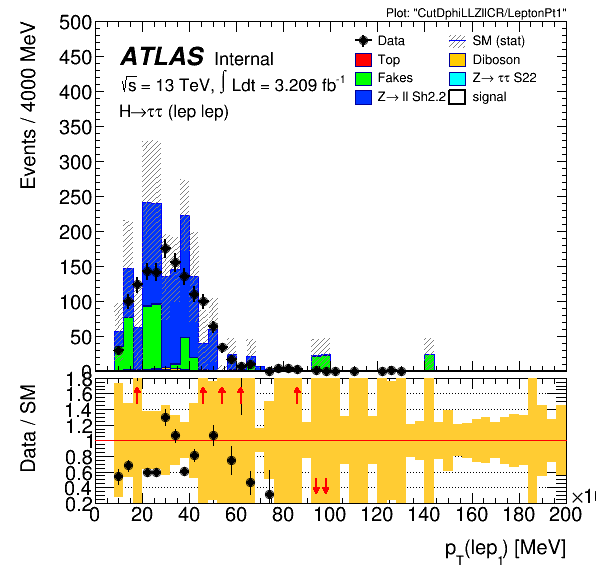 Plot: "CutDphiLLZllCR/LeptonPt1"
Events / 4000 MeV
500
450
400
350
300
250
200
150
100
50
0
ATLAS Internal
√s = 13 TeV, ∫ Ldt = 3.209 fb⁻¹
H→ττ (lep lep)
Data
Top
Fakes
Z→ ll Sh2.2
SM (stat)
Diboson
Z→ ττ S22
signal
Data / SM
1.8
1.6
1.4
1.2
1
0.8
0.6
0.4
0.2
0 20 40 60 80 100 120 140 160 180 200
p_T(lep_1) [MeV]